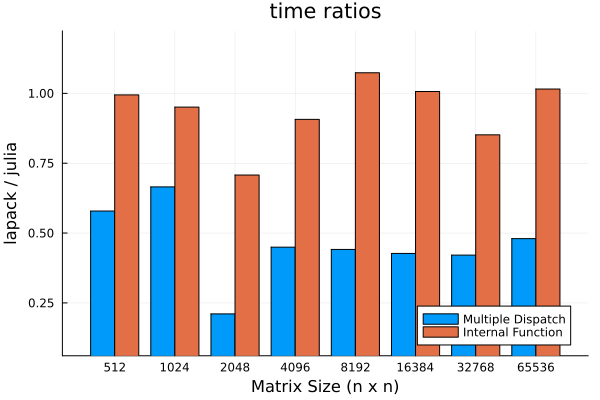 time ratios
lapack / julia
1.00
0.75
0.50
0.25
Multiple Dispatch
Internal Function
512 1024 2048 4096 8192 16384 32768 65536
Matrix Size (n x n)